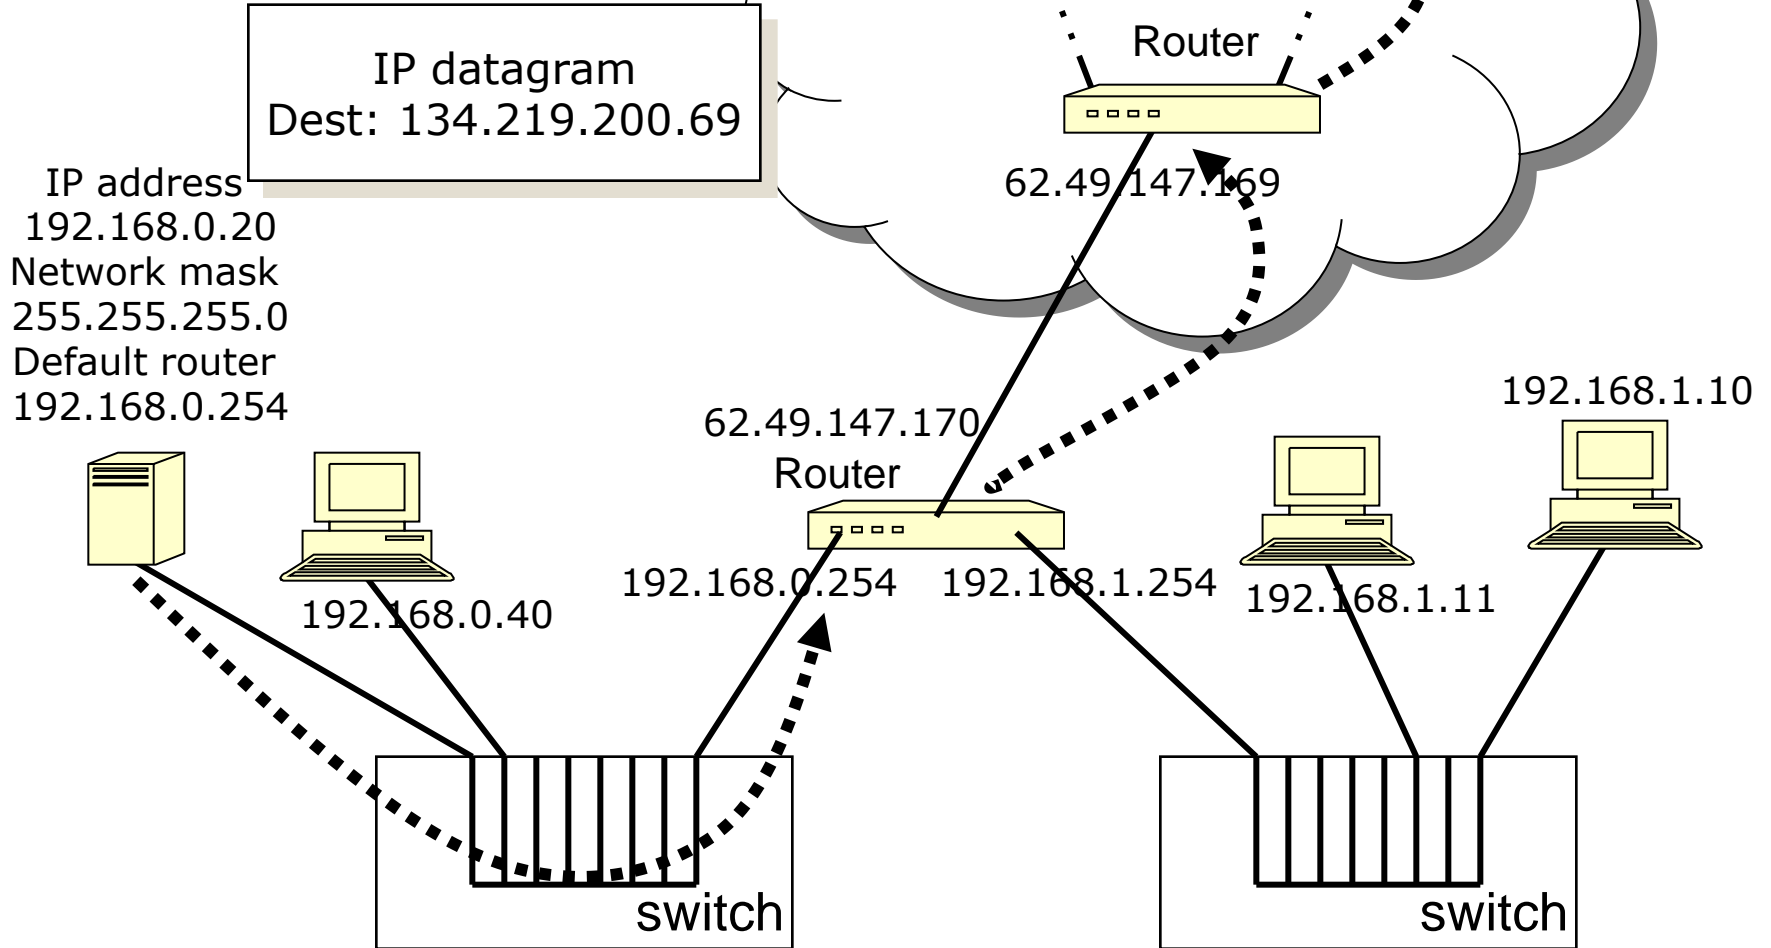 Router
IP datagram
Dest: 134.219.200.69
62.49.147.169
IP address
192.168.0.20
Network mask
255.255.255.0
Default router
192.168.0.254
62.49.147.170
Router
192.168.1.10
192.168.0.40
192.168.0.254
192.168.1.254
192.168.1.11
switch
switch